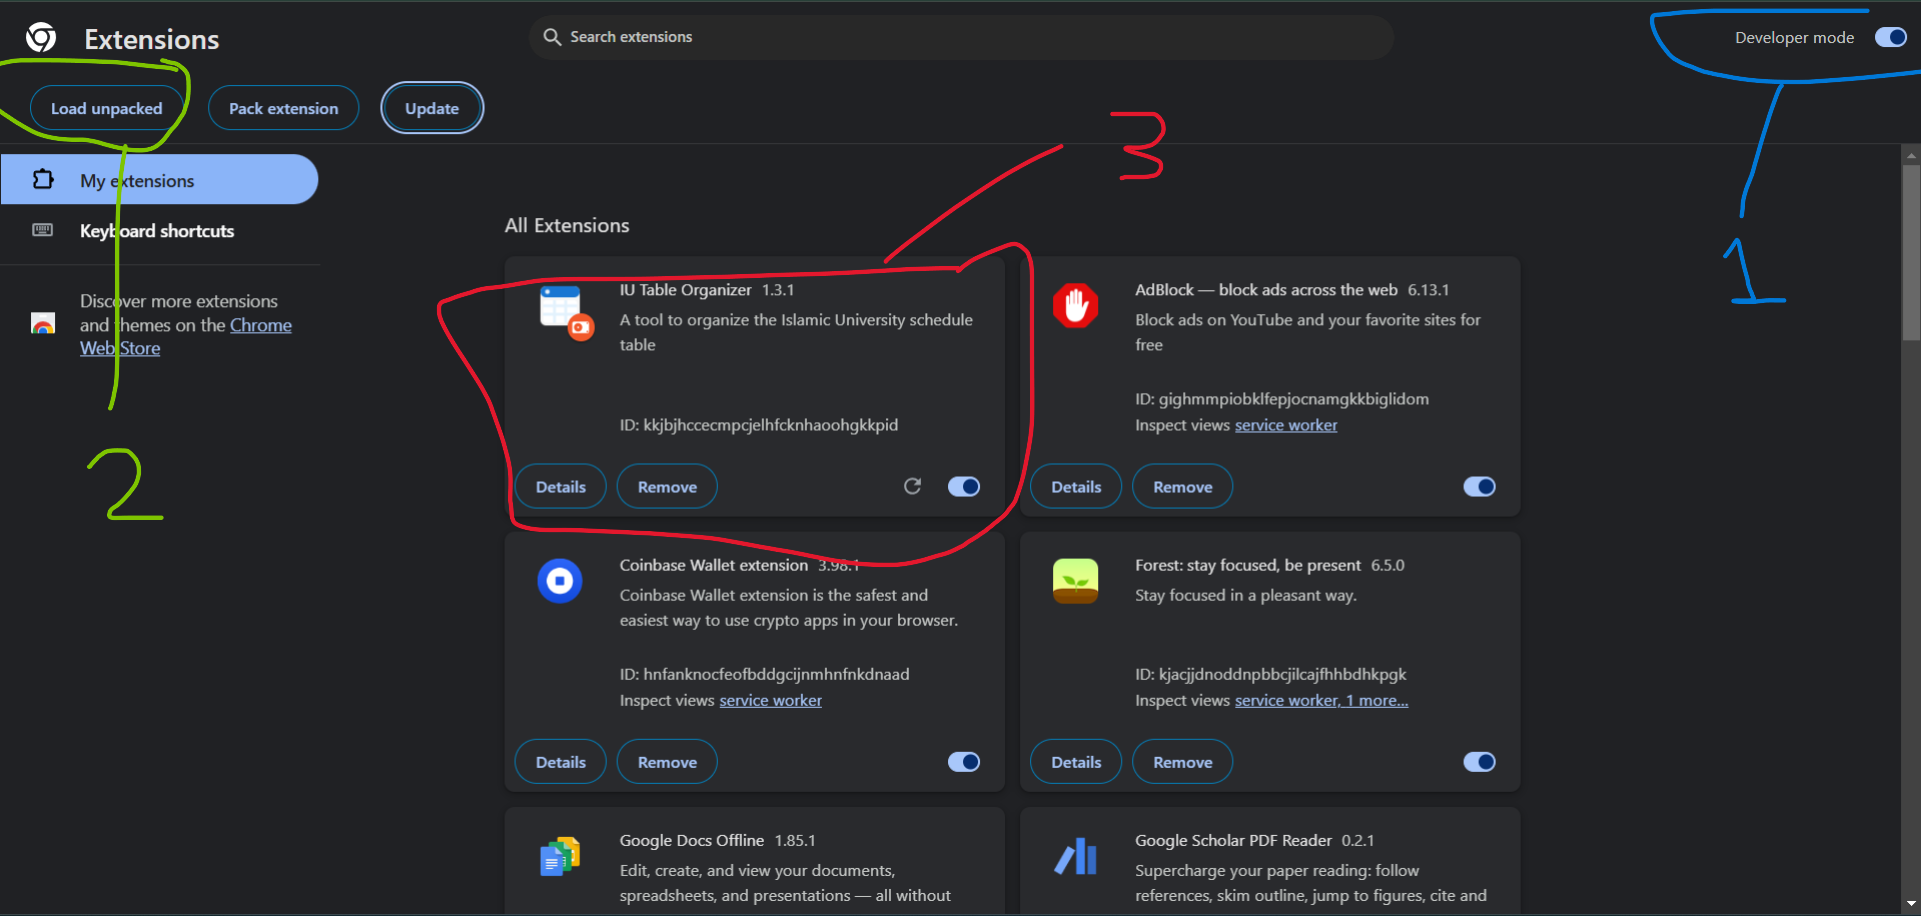 Extensions
Search extensions
Developer mode
Load unpacked
Pack extension
Update
3
My extensions
Keyboard shortcuts
Discover more extensions
and themes on the Chrome
Web Store
2
1
All Extensions
IU Table Organizer 1.3.1
A tool to organize the Islamic University schedule
table
ID: kkjbjhccecmpcjelhfcknhaoohgkkpid
Details
Remove
AdBlock — block ads across the web 6.13.1
Block ads on YouTube and your favorite sites for
free
ID: gighmmpiobklfepjocnamgkkbiglidom
Inspect views service worker
Details
Remove
Coinbase Wallet extension 3.98.1
Coinbase Wallet extension is the safest and
easiest way to use crypto apps in your browser.
ID: hnfanknocfeofbddgcijnmhnfnkdnaad
Inspect views service worker
Details
Remove
Forest: stay focused, be present 6.5.0
Stay focused in a pleasant way.
ID: kjacjjdnoddnpbbcjilcajfhhbdhkpgk
Inspect views service worker, 1 more...
Details
Remove
Google Docs Offline 1.85.1
Edit, create, and view your documents,
spreadsheets, and presentations — all without
Google Scholar PDF Reader 0.2.1
Supercharge your paper reading: follow
references, skim outline, jump to figures, cite and